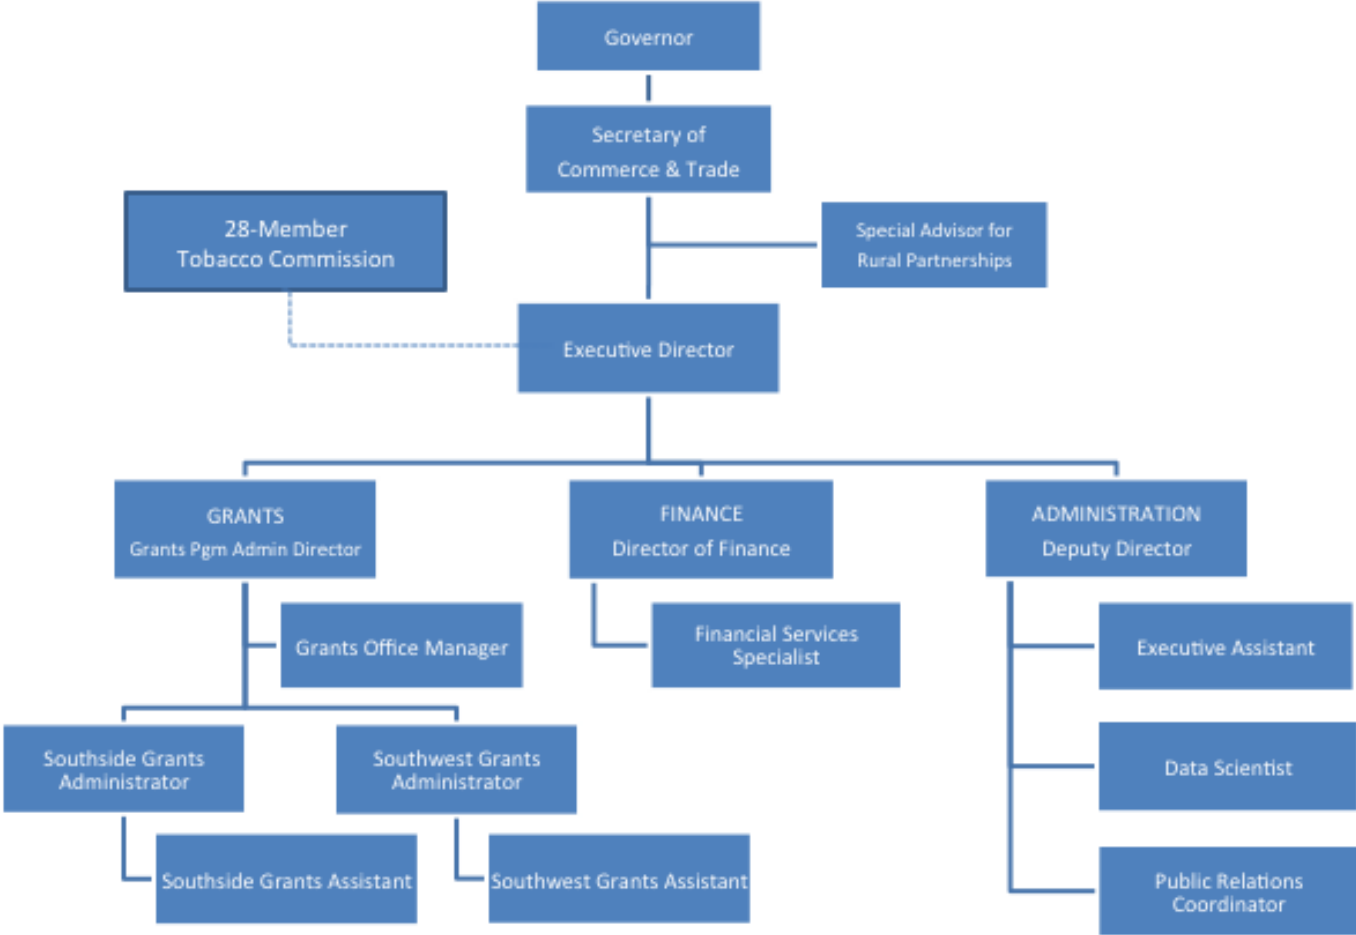 Governor
Secretary of
Commerce & Trade
28-Member
Tobacco Commission
Special Advisor for
Rural Partnerships
Executive Director
GRANTS
Grants Pgm Admin Director
FINANCE
Director of Finance
ADMINISTRATION
Deputy Director
Grants Office Manager
Financial Services
Specialist
Executive Assistant
Southside Grants
Administrator
Southwest Grants
Administrator
Data Scientist
Southside Grants Assistant
Southwest Grants Assistant
Public Relations
Coordinator